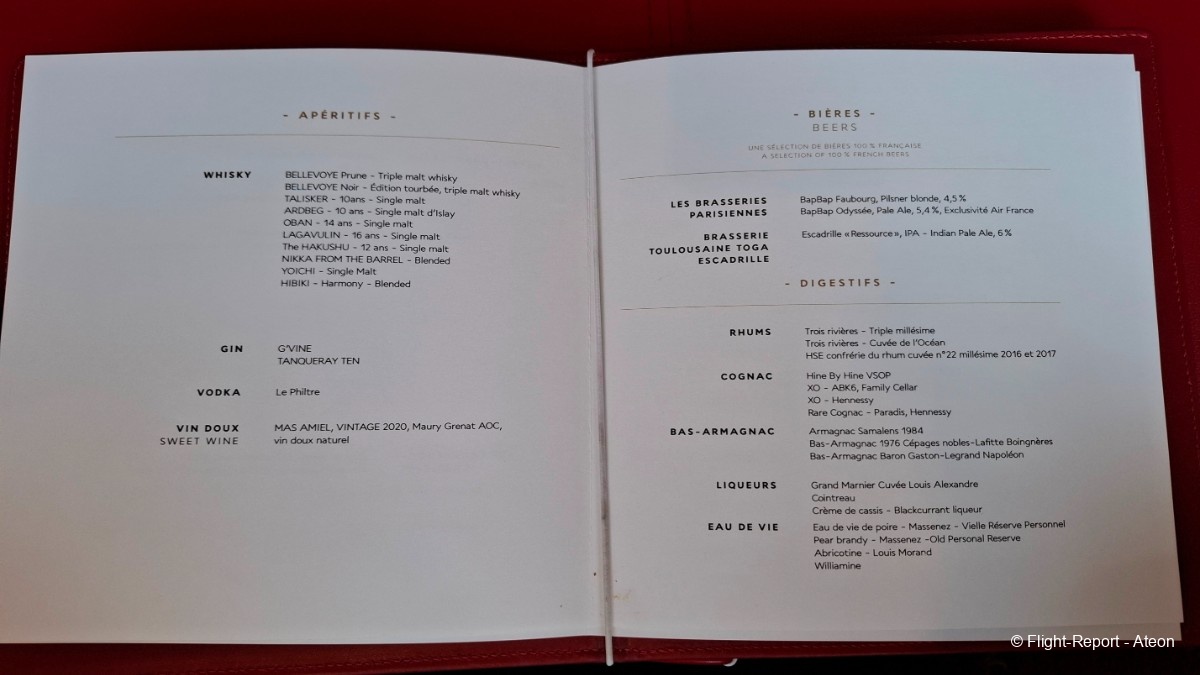 - APÉRITIFS -
WHISKY
BELLEVOYE Prune - Triple malt whisky
BELLEVOYE Noir - Édition tourbée, triple malt whisky
TALISKER - 10ans - Single malt
ARDBEG - 10 ans - Single malt d'Islay
OBAN - 14 ans - Single malt
LAGAVULIN - 16 ans - Single malt
The HAKUSHU - 12 ans - Single malt
NIKKA FROM THE BARREL - Blended
YOICHI - Single Malt
HIBIKI - Harmony - Blended
GIN
G'VINE
TANQUERAY TEN
VODKA
Le Philtre
VIN DOUX
SWEET WINE
MAS AMIEL, VINTAGE 2020, Maury Grenat AOC,
vin doux naturel
- BIÈRES -
BEERS
UNE SÉLECTION DE BIÈRES 100 % FRANÇAISE
A SELECTION OF 100 % FRENCH BEERS
LES BRASSERIES
PARISIENNES
BapBap Faubourg, Pilsner blonde, 4,5 %
BapBap Odyssée, Pale Ale, 5,4 %, Exclusivité Air France
BRASSERIE
TOULOUSAINE TOGA
ESCADRILLE
Escadrille « Ressource », IPA - Indian Pale Ale, 6 %
- DIGESTIFS -
RHUMS
Trois rivières - Triple millésime
Trois rivières - Cuvée de l'Océan
HSE confrérie du rhum cuvée n°22 millésime 2016 et 2017
COGNAC
Hine By Hine VSOP
XO - ABK6, Family Cellar
XO - Hennessy
Rare Cognac - Paradis, Hennessy
BAS-ARMAGNAC
Armagnac Samalens 1984
Bas-Armagnac 1976 Cépages nobles-Lafitte Boingnères
Bas-Armagnac Baron Gaston-Legrand Napoléon
LIQUEURS
Grand Marnier Cuvée Louis Alexandre
Cointreau
Crème de cassis - Blackcurrant liqueur
EAU DE VIE
Eau de vie de poire - Massenez - Vielle Réserve Personnel
Pear brandy - Massenez -Old Personal Reserve
Abricotine - Louis Morand
Williamine
© Flight-Report - Ateon